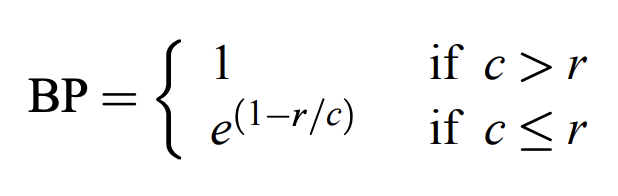 BP = { 1 if c > r
e^(1−r/c) if c ≤ r